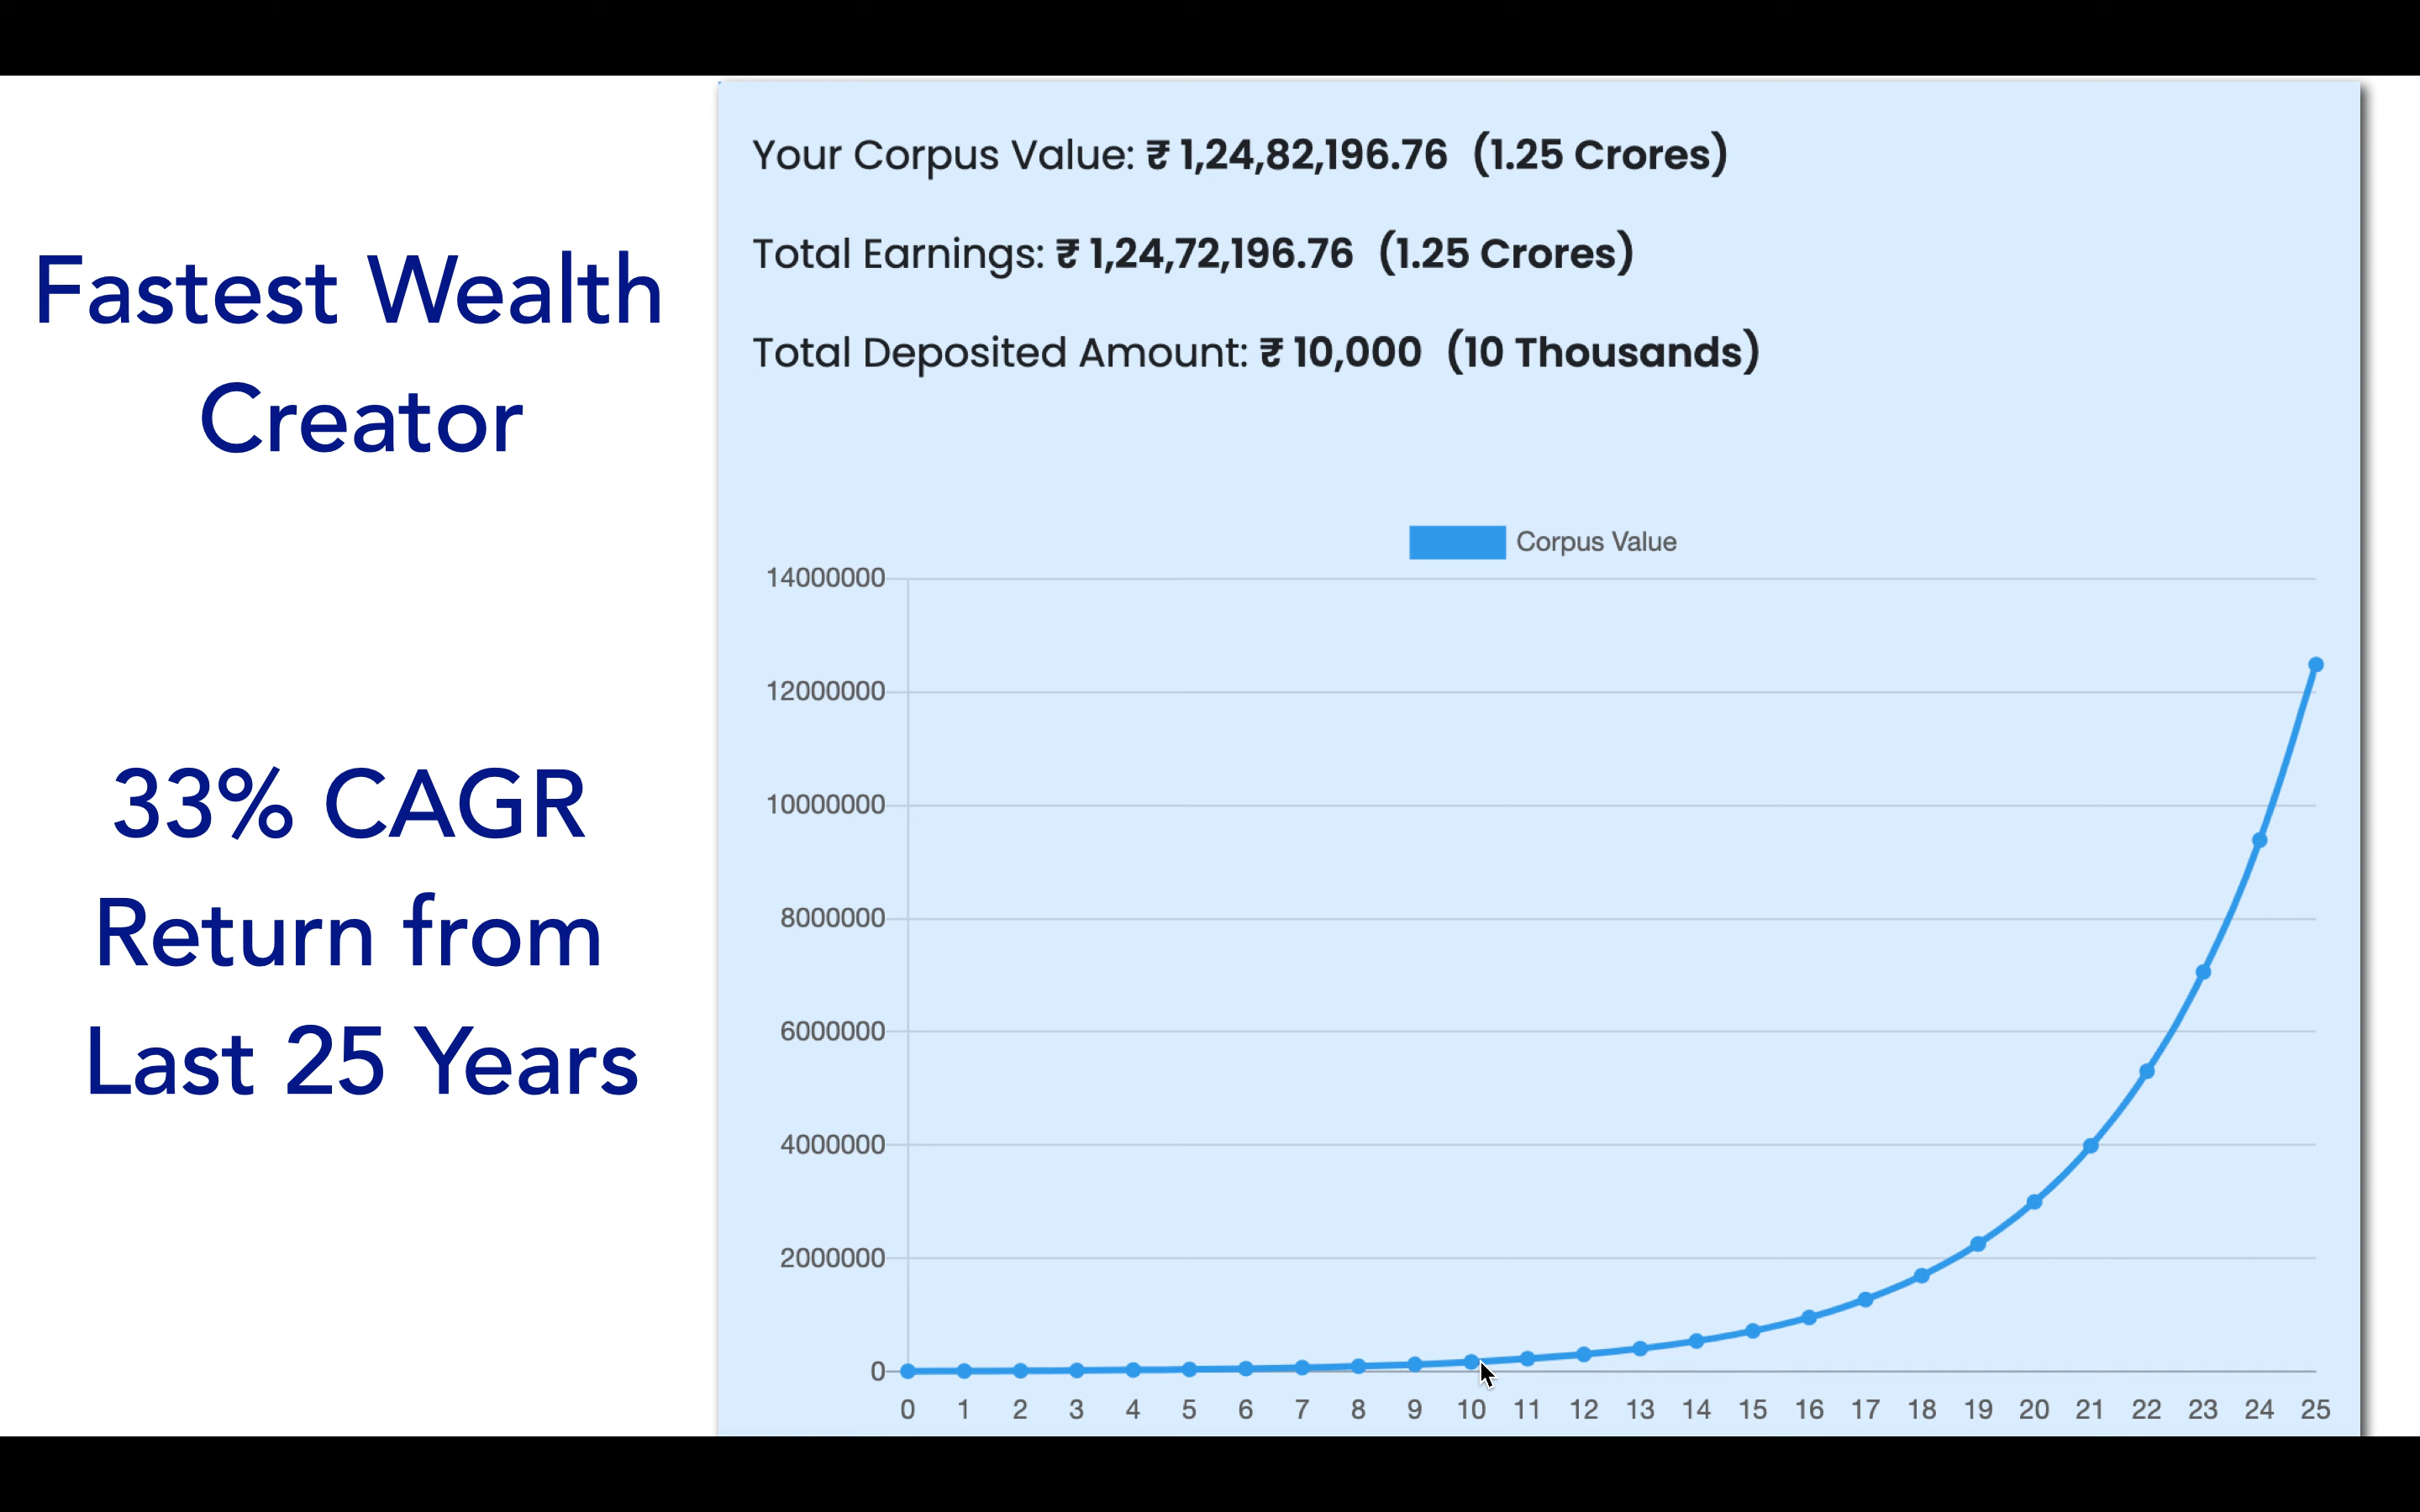 Fastest Wealth
Creator
33% CAGR
Return from
Last 25 Years
Your Corpus Value: ₹ 1,24,82,196.76 (1.25 Crores)
Total Earnings: ₹ 1,24,72,196.76 (1.25 Crores)
Total Deposited Amount: ₹ 10,000 (10 Thousands)
Corpus Value
14000000
12000000
10000000
8000000
6000000
4000000
2000000
0
0 1 2 3 4 5 6 7 8 9 10 11 12 13 14 15 16 17 18 19 20 21 22 23 24 25